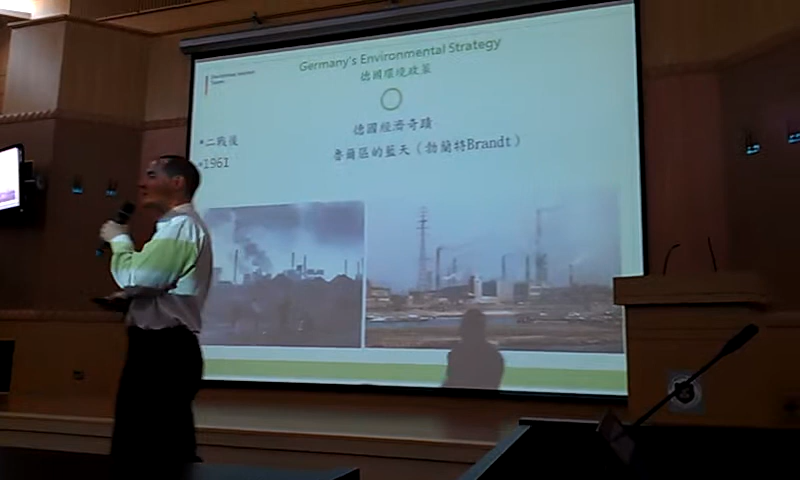 Germany's Environmental Strategy
德國環境政策
•二戰後
德國經濟奇蹟
•1961
魯爾區的藍天（勃蘭特Brandt）